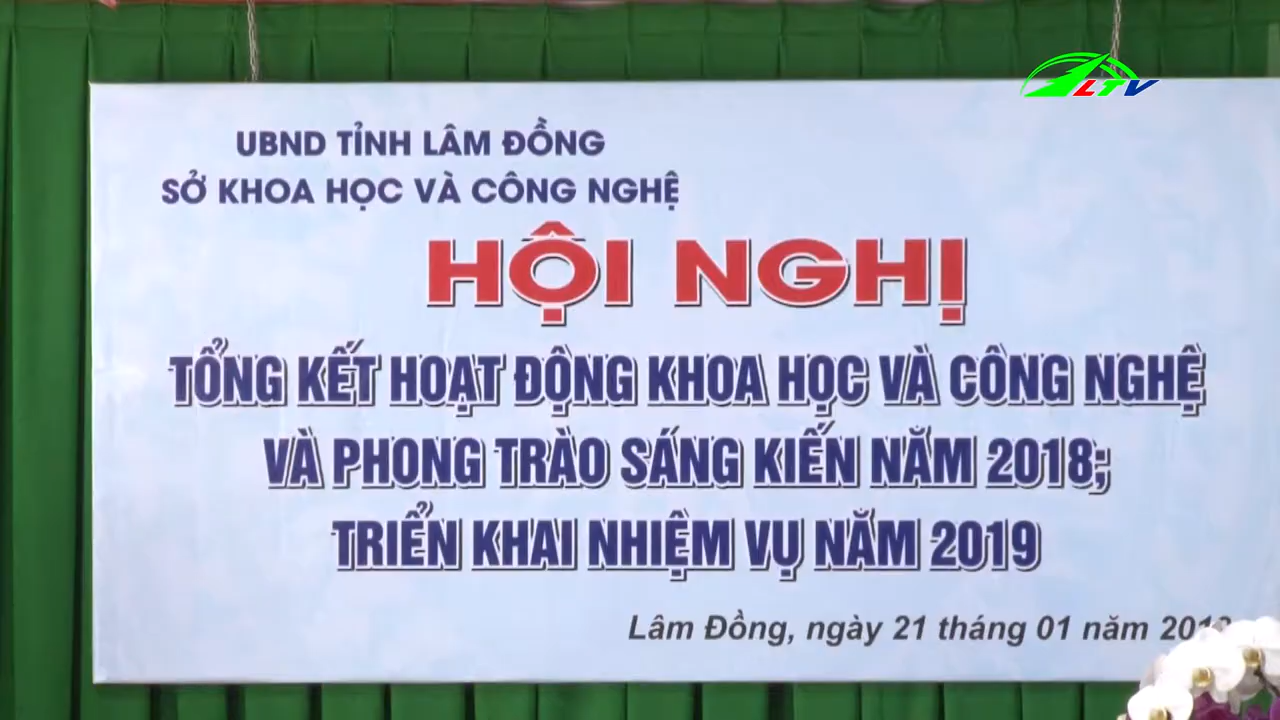 LTV
UBND TỈNH LÂM ĐỒNG
SỞ KHOA HỌC VÀ CÔNG NGHỆ
HỘI NGHỊ
TỔNG KẾT HOẠT ĐỘNG KHOA HỌC VÀ CÔNG NGHỆ
VÀ PHONG TRÀO SÁNG KIẾN NĂM 2018;
TRIỂN KHAI NHIỆM VỤ NĂM 2019
Lâm Đồng, ngày 21 tháng 01 năm